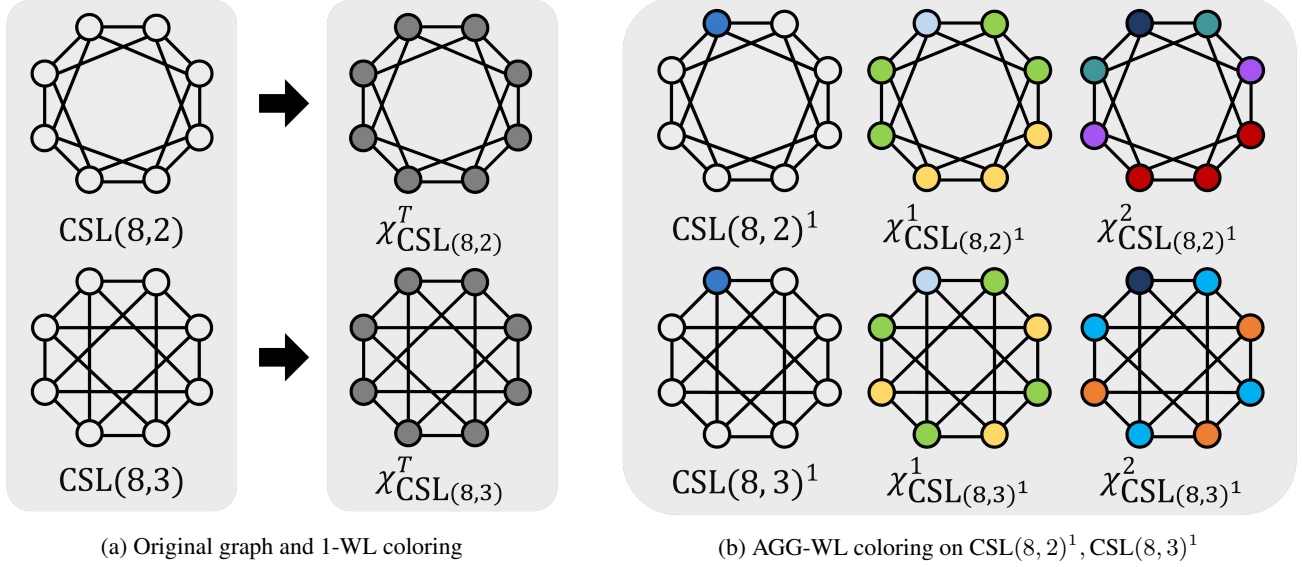 CSL(8,2)
χ^T_CSL(8,2)
CSL(8, 2)^1
χ^1_CSL(8,2)^1
χ^2_CSL(8,2)^1
CSL(8,3)
χ^T_CSL(8,3)
CSL(8, 3)^1
χ^1_CSL(8,3)^1
χ^2_CSL(8,3)^1
(a) Original graph and 1-WL coloring
(b) AGG-WL coloring on CSL(8, 2)^1, CSL(8, 3)^1